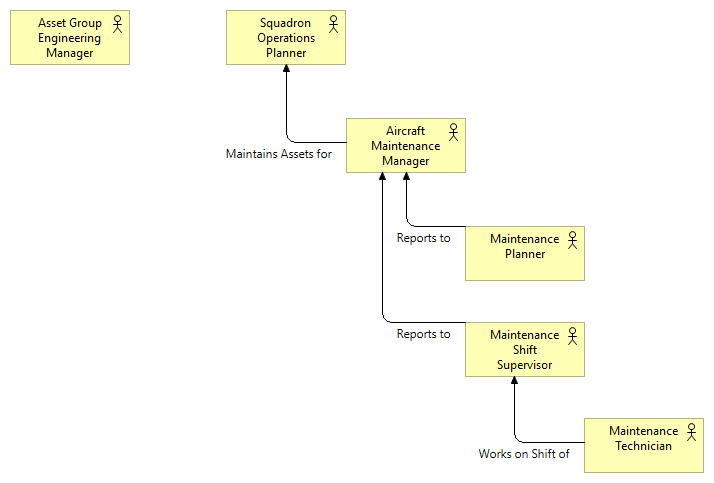 Asset Group
Engineering
Manager
Squadron
Operations
Planner
Aircraft
Maintenance
Manager
Maintains Assets for
Reports to
Maintenance
Planner
Reports to
Maintenance
Shift
Supervisor
Maintenance
Technician
Works on Shift of